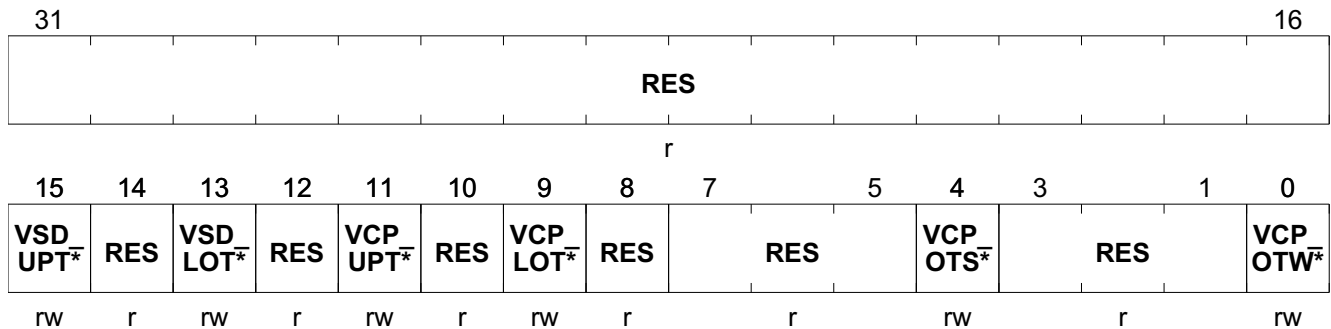 31 16
RES
r
15 14 13 12 11 10 9 8 7 5 4 3 1 0
VSD_ RES VSD_ RES VCP_ RES VCP_ RES RES VCP_ RES VCP_
UPT* LOT* UPT* LOT* OTS* OTW*
rw r rw r rw r rw r r rw r rw